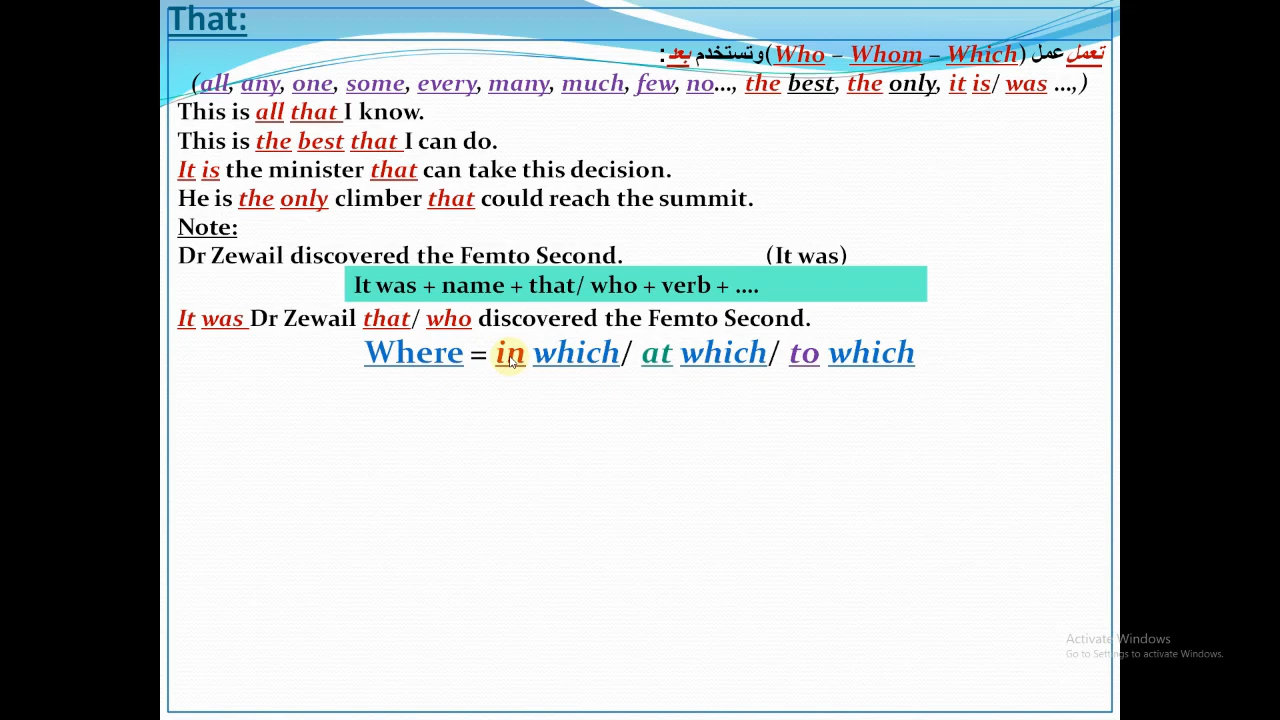 That:
تعمل عمل (Who – Whom – Which) وتستخدم بعد :
(all, any, one, some, every, many, much, few, no..., the best, the only, it is/ was ...,)
This is all that I know.
This is the best that I can do.
It is the minister that can take this decision.
He is the only climber that could reach the summit.
Note:
Dr Zewail discovered the Femto Second. (It was)
It was + name + that/ who + verb + ....
It was Dr Zewail that/ who discovered the Femto Second.
Where = in which/ at which/ to which
Activate Windows
Go to Settings to activate Windows.